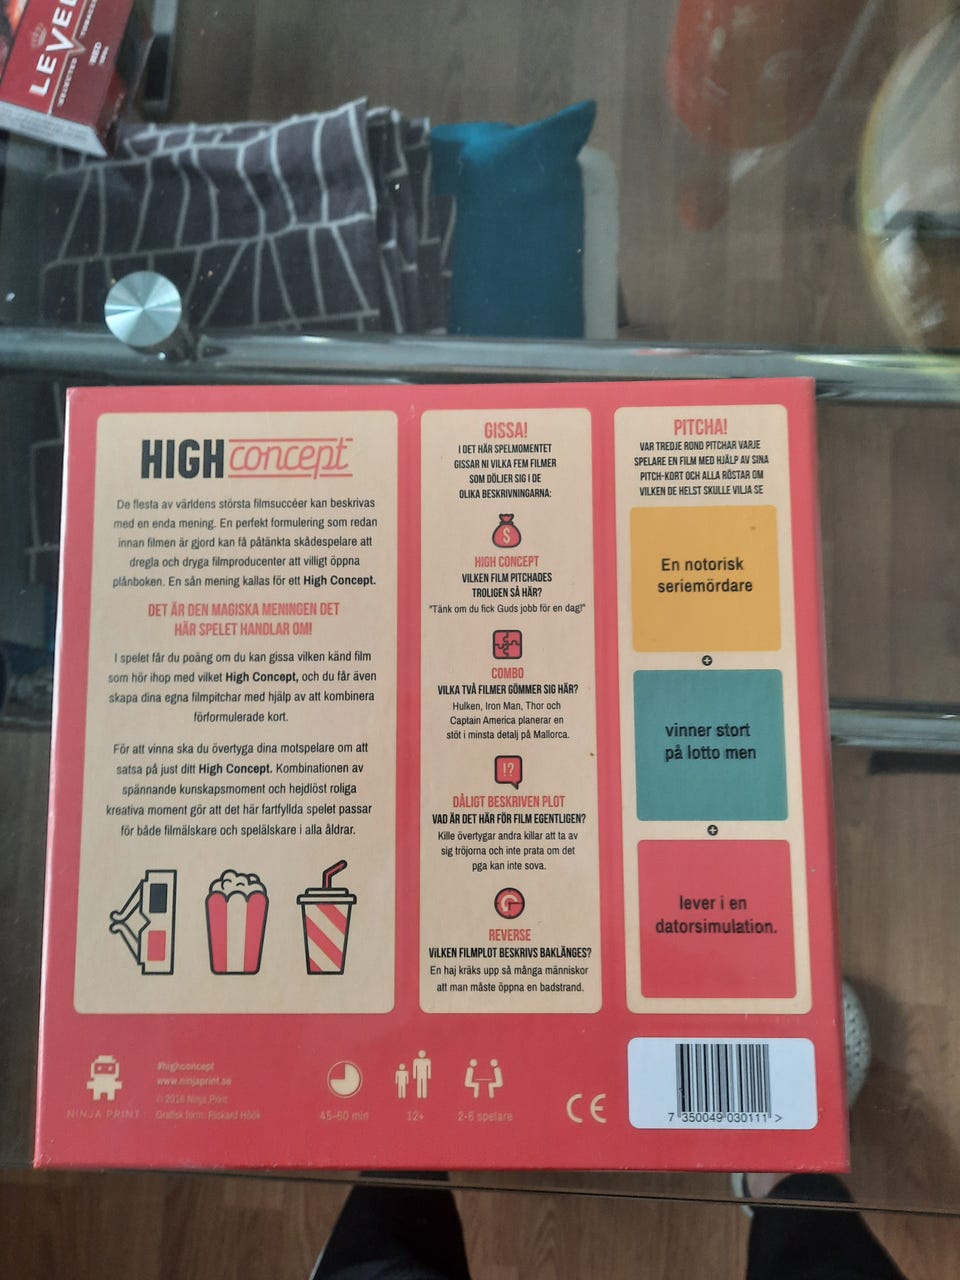 LEVEL
SELECTED
TOBACCO
RED
HIGH concept
De flesta av världens största filmsuccéer kan beskrivas
med en enda mening. En perfekt formulering som redan
innan filmen är gjord kan få påtänkta skådespelare att
dregla och dryga filmproducenter att villigt öppna
plånboken. En sån mening kallas för ett High Concept.
DET ÄR DEN MAGISKA MENINGEN DET
HÄR SPELET HANDLAR OM!
I spelet får du poäng om du kan gissa vilken känd film
som hör ihop med vilket High Concept, och du får även
skapa dina egna filmpitchar med hjälp av att kombinera
förformulerade kort.
För att vinna ska du övertyga dina motspelare om att
satsa på just ditt High Concept. Kombinationen av
spännande kunskapsmoment och hejdlöst roliga
kreativa moment gör att det här fartfyllda spelet passar
för både filmälskare och spelälskare i alla åldrar.
GISSA!
I DET HÄR SPELMOMENTET
GISSAR NI VILKA FEM FILMER
SOM DÖLJER SIG I DE
OLIKA BESKRIVNINGARNA:
$
HIGH CONCEPT
VILKEN FILM PITCHADES
TROLIGEN SÅ HÄR?
"Tänk om du fick Guds jobb för en dag!"
COMBO
VILKA TVÅ FILMER GÖMMER SIG HÄR?
Hulken, Iron Man, Thor och
Captain America planerar en
stöt i minsta detalj på Mallorca.
!?
DÅLIGT BESKRIVEN PLOT
VAD ÄR DET HÄR FÖR FILM EGENTLIGEN?
Kille övertygar andra killar att ta av
sig tröjorna och inte prata om det
pga kan inte sova.
REVERSE
VILKEN FILMPLOT BESKRIVS BAKLÄNGES?
En haj kräks upp så många människor
att man måste öppna en badstrand.
PITCHA!
VAR TREDJE ROND PITCHAR VARJE
SPELARE EN FILM MED HJÄLP AV SINA
PITCH-KORT OCH ALLA RÖSTAR OM
VILKEN DE HELST SKULLE VILJA SE
En notorisk
seriemördare
+
vinner stort
på lotto men
+
lever i en
datorsimulation.
NINJA PRINT
#highconcept
www.ninjaprint.se
© 2016 Ninja Print
Grafisk form: Rickard Höök
45-60 min
12+
2-6 spelare
CE
7 350049 030111 >